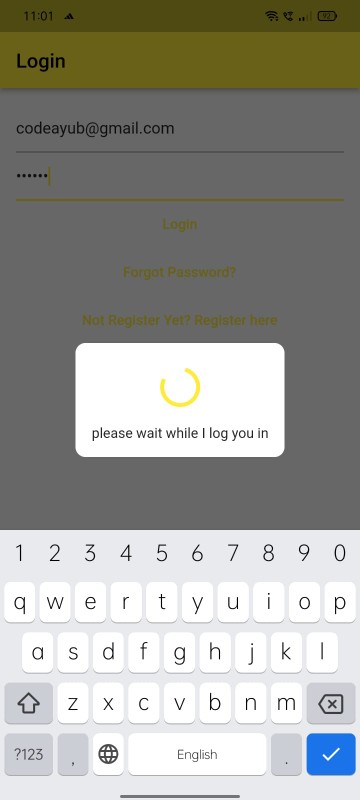 11:01
92
Login
codeayub@gmail.com
••••••
Login
Forgot Password?
Not Register Yet? Register here
please wait while I log you in
1 2 3 4 5 6 7 8 9 0
q w e r t y u i o p
a s d f g h j k l
z x c v b n m
?123 , English .